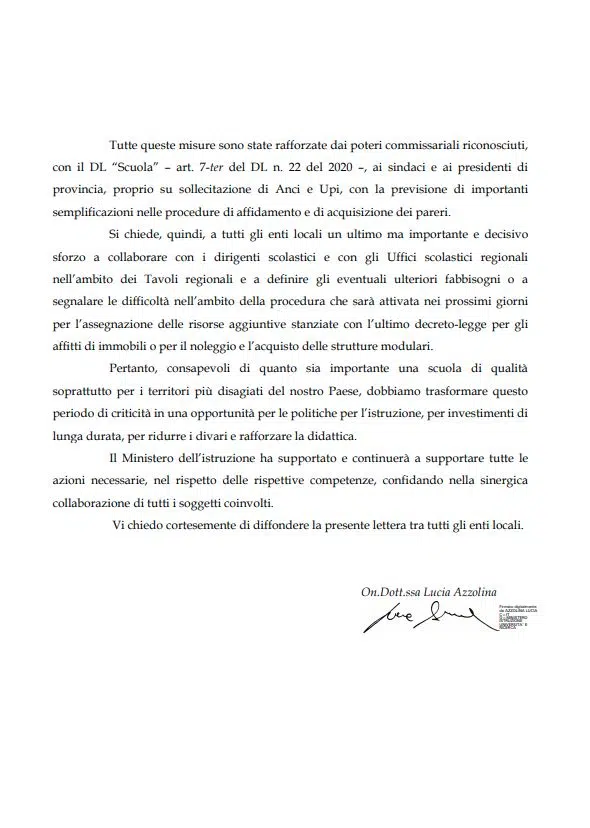 Tutte queste misure sono state rafforzate dai poteri commissariali riconosciuti,
con il DL “Scuola” – art. 7-ter del DL n. 22 del 2020 –, ai sindaci e ai presidenti di
provincia, proprio su sollecitazione di Anci e Upi, con la previsione di importanti
semplificazioni nelle procedure di affidamento e di acquisizione dei pareri.
Si chiede, quindi, a tutti gli enti locali un ultimo ma importante e decisivo
sforzo a collaborare con i dirigenti scolastici e con gli Uffici scolastici regionali
nell’ambito dei Tavoli regionali e a definire gli eventuali ulteriori fabbisogni o a
segnalare le difficoltà nell’ambito della procedura che sarà attivata nei prossimi giorni
per l’assegnazione delle risorse aggiuntive stanziate con l’ultimo decreto-legge per gli
affitti di immobili o per il noleggio e l’acquisto delle strutture modulari.
Pertanto, consapevoli di quanto sia importante una scuola di qualità
soprattutto per i territori più disagiati del nostro Paese, dobbiamo trasformare questo
periodo di criticità in una opportunità per le politiche per l’istruzione, per investimenti di
lunga durata, per ridurre i divari e rafforzare la didattica.
Il Ministero dell’istruzione ha supportato e continuerà a supportare tutte le
azioni necessarie, nel rispetto delle rispettive competenze, confidando nella sinergica
collaborazione di tutti i soggetti coinvolti.
Vi chiedo cortesemente di diffondere la presente lettera tra tutti gli enti locali.
On.Dott.ssa Lucia Azzolina
Firmato digitalmente
da AZZOLINA LUCIA
C = IT
O = MINISTERO
ISTRUZIONE
UNIVERSITA' E
RICERCA